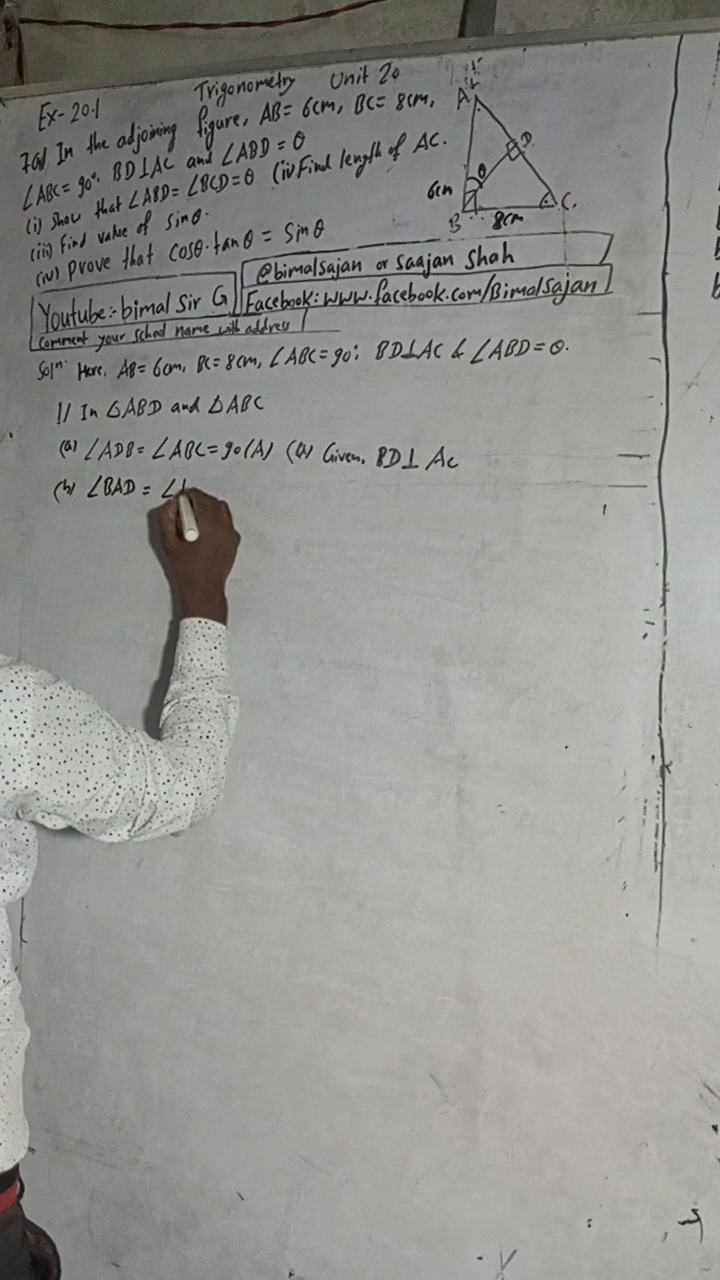 Ex-20.1 Trigonometry Unit 20
7(a) In the adjoining figure, AB = 6cm, BC = 8cm,
∠ABC = 90°. BD⊥AC and ∠ABD = θ
(i) Show that ∠ABD = ∠BCD = θ (ii) Find length of AC.
(iii) Find value of sinθ.
(iv) Prove that cosθ.tanθ = sinθ
A
D
θ
6cm
B
8cm
C.
Youtube:- bimal Sir G
@bimalsajan or Saajan Shah
Facebook: www.facebook.com/Bimalsajan
Comment your school name with address
Soln: Here, AB = 6cm, BC = 8cm, ∠ABC = 90°. BD⊥AC & ∠ABD = θ.
1// In △ABD and △ABC
(a) ∠ADB = ∠ABC = 90 (A) (a) Given, BD⊥AC
(b) ∠BAD = ∠